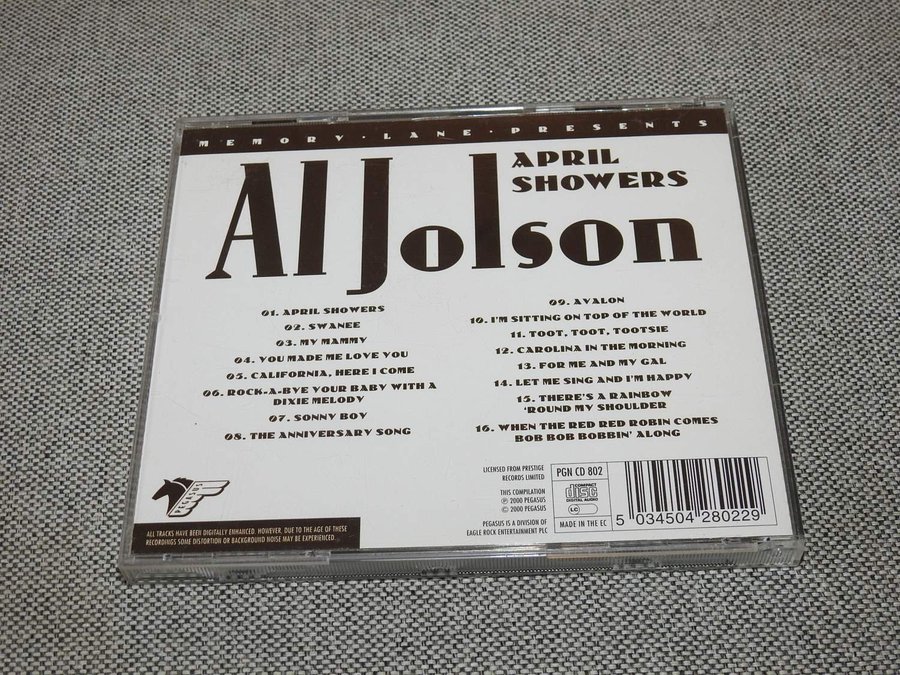 MEMORY · LANE · PRESENTS
Al Jolson
APRIL
SHOWERS
01. APRIL SHOWERS
02. SWANEE
03. MY MAMMY
04. YOU MADE ME LOVE YOU
05. CALIFORNIA, HERE I COME
06. ROCK-A-BYE YOUR BABY WITH A
DIXIE MELODY
07. SONNY BOY
08. THE ANNIVERSARY SONG
09. AVALON
10. I'M SITTING ON TOP OF THE WORLD
11. TOOT, TOOT, TOOTSIE
12. CAROLINA IN THE MORNING
13. FOR ME AND MY GAL
14. LET ME SING AND I'M HAPPY
15. THERE'S A RAINBOW
'ROUND MY SHOULDER
16. WHEN THE RED RED ROBIN COMES
BOB BOB BOBBIN' ALONG
PEGASUS
ALL TRACKS HAVE BEEN DIGITALLY ENHANCED. HOWEVER, DUE TO THE AGE OF THESE
RECORDINGS SOME DISTORTION OR BACKGROUND NOISE MAY BE EXPERIENCED.
LICENSED FROM PRESTIGE
RECORDS LIMITED
THIS COMPILATION
℗ 2000 PEGASUS
© 2000 PEGASUS
PEGASUS IS A DIVISION OF
EAGLE ROCK ENTERTAINMENT PLC
PGN CD 802
COMPACT
disc
DIGITAL AUDIO
LC
MADE IN THE EC
5 034504 280229